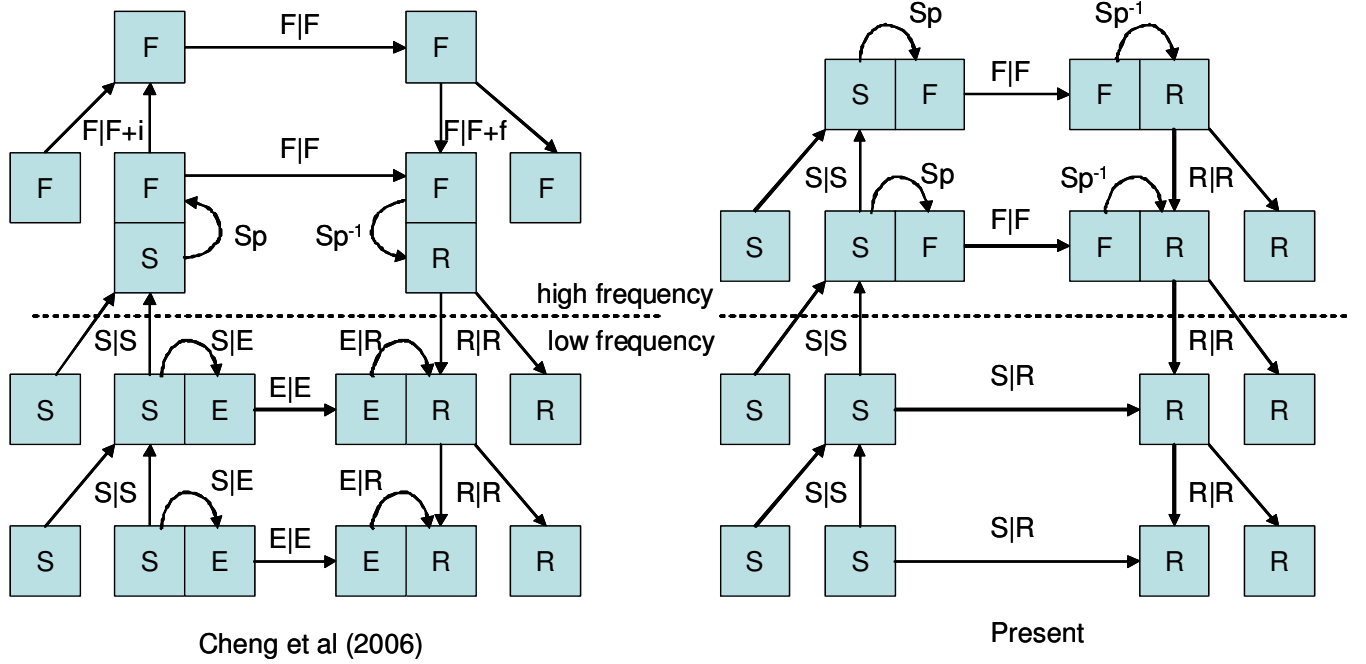 F|F
F
F
F|F+i
F|F+f
F|F
F
F
F
F
Sp
Sp⁻¹
S
R
high frequency
low frequency
S|S
S|E
E|R
R|R
E|E
S
S
E
E
R
R
S|S
S|E
E|R
R|R
E|E
S
S
E
E
R
R
Cheng et al (2006)
Sp
Sp⁻¹
F|F
S
F
F
R
S|S
Sp
Sp⁻¹
R|R
F|F
S
S
F
F
R
R
S|S
R|R
S|R
S
S
R
R
S|S
R|R
S|R
S
S
R
R
Present